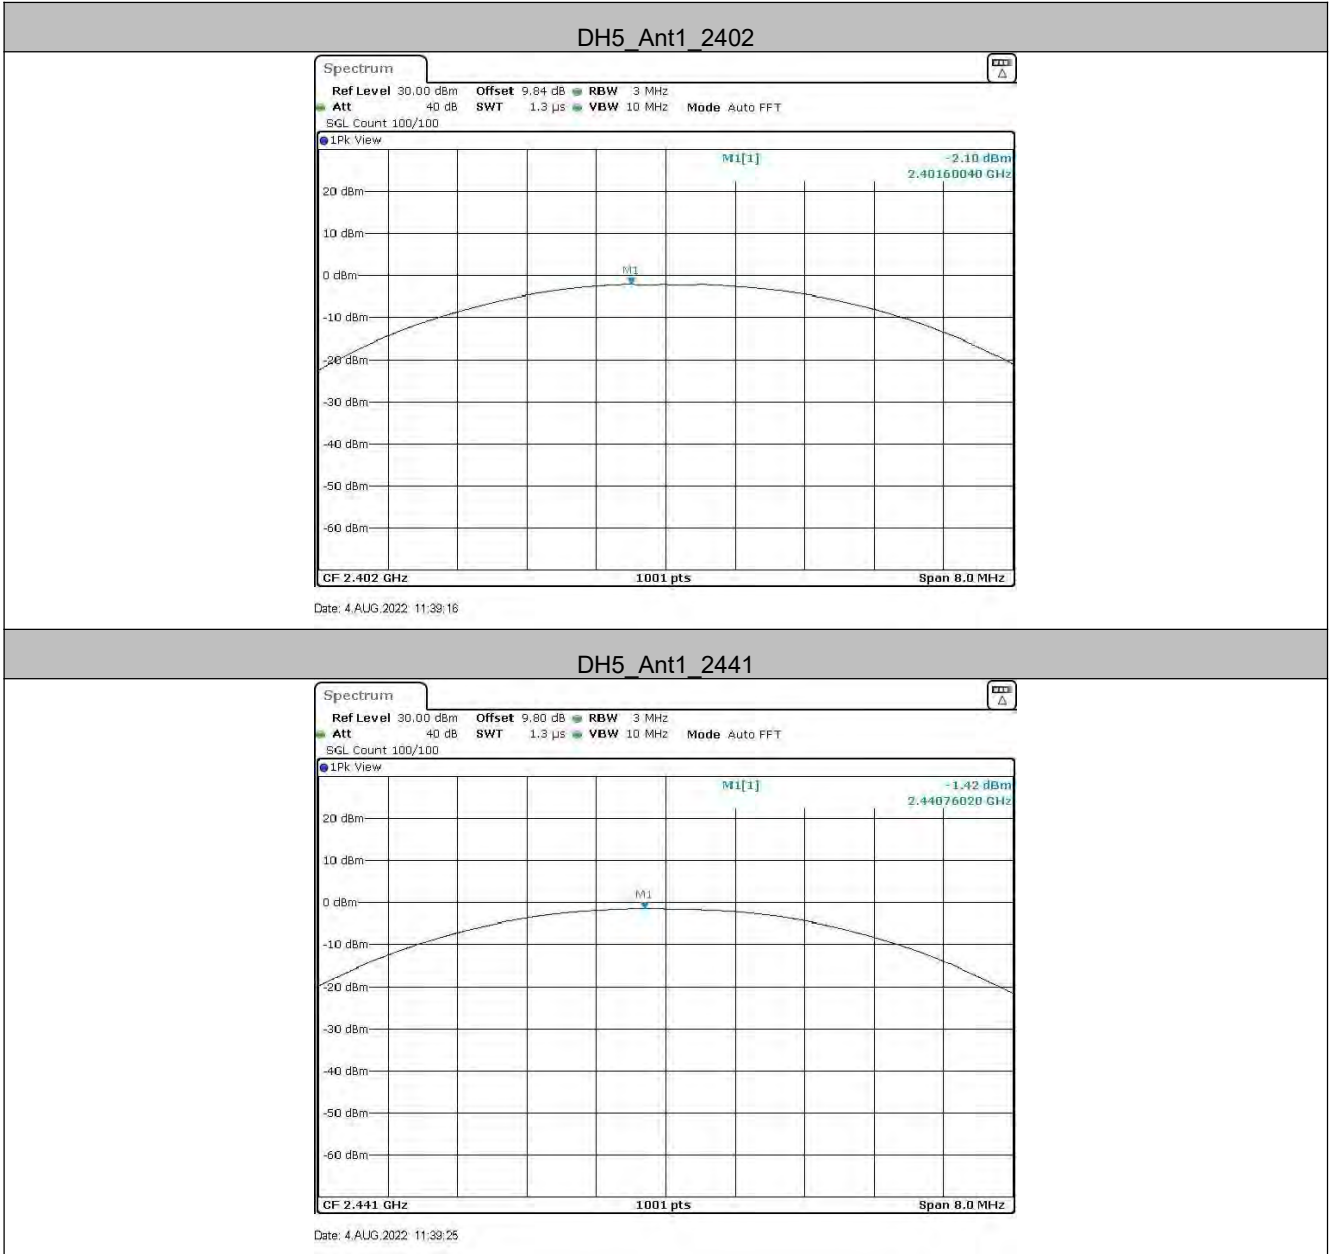 DH5_Ant1_2402
Spectrum
Ref Level 30.00 dBm Offset 9.84 dB RBW 3 MHz
Att 40 dB SWT 1.3 µs VBW 10 MHz Mode Auto FFT
SGL Count 100/100
1Pk View
M1[1] -2.10 dBm
2.40160040 GHz
20 dBm
10 dBm
M1
0 dBm
-10 dBm
-20 dBm
-30 dBm
-40 dBm
-50 dBm
-60 dBm
CF 2.402 GHz 1001 pts Span 8.0 MHz
Date: 4.AUG.2022 11:39:16
DH5_Ant1_2441
Spectrum
Ref Level 30.00 dBm Offset 9.80 dB RBW 3 MHz
Att 40 dB SWT 1.3 µs VBW 10 MHz Mode Auto FFT
SGL Count 100/100
1Pk View
M1[1] -1.42 dBm
2.44076020 GHz
20 dBm
10 dBm
M1
0 dBm
-10 dBm
-20 dBm
-30 dBm
-40 dBm
-50 dBm
-60 dBm
CF 2.441 GHz 1001 pts Span 8.0 MHz
Date: 4.AUG.2022 11:39:25